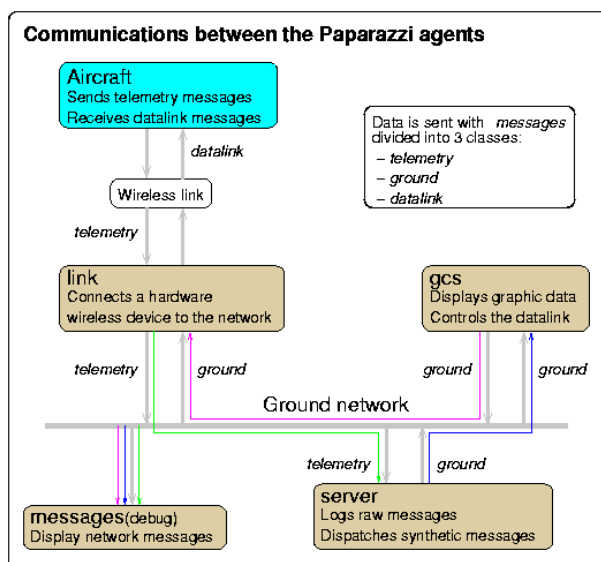 Communications between the Paparazzi agents
Aircraft
Sends telemetry messages
Receives datalink messages
Data is sent with messages
divided into 3 classes:
– telemetry
– ground
– datalink
datalink
Wireless link
telemetry
link
Connects a hardware
wireless device to the network
gcs
Displays graphic data
Controls the datalink
telemetry
ground
ground
ground
Ground network
telemetry
ground
messages(debug)
Display network messages
server
Logs raw messages
Dispatches synthetic messages